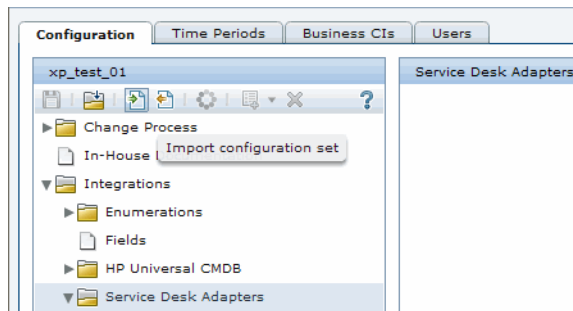 Configuration Time Periods Business CIs Users
xp_test_01 Service Desk Adapters
?
Change Process
In-House
Import configuration set
Integrations
Enumerations
Fields
HP Universal CMDB
Service Desk Adapters